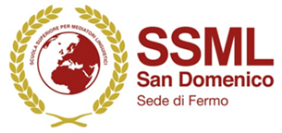 SCUOLA SUPERIORE PER MEDIATORI LINGUISTICI
SSML
San Domenico
Sede di Fermo